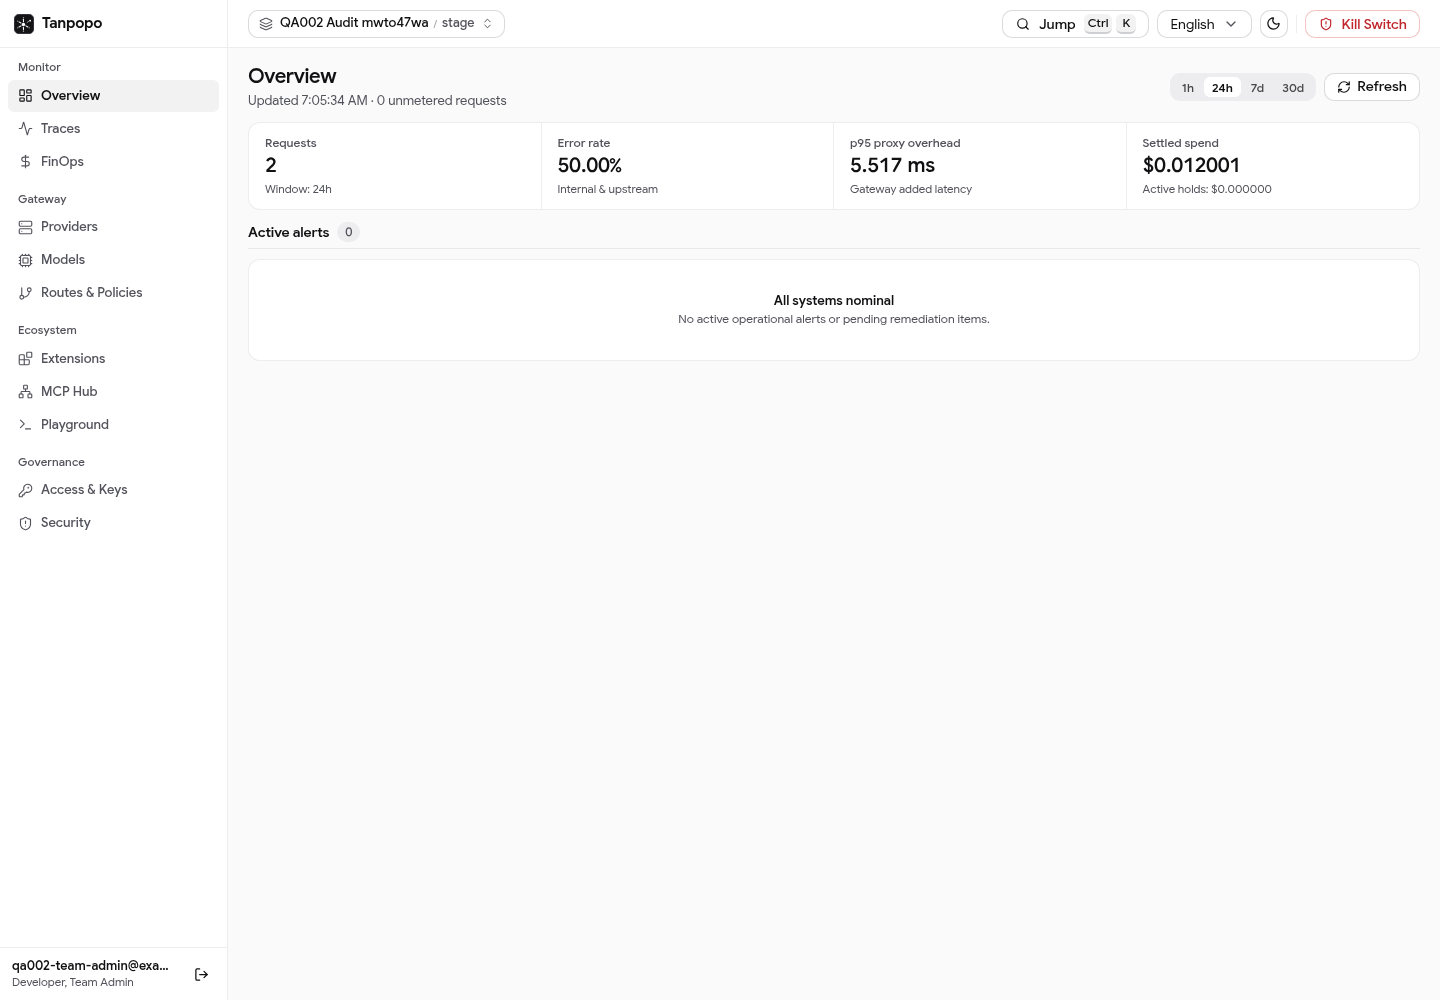 Tanpopo
QA002 Audit mwto47wa / stage
Jump Ctrl K
English
Kill Switch
Monitor
Overview
Traces
FinOps
Gateway
Providers
Models
Routes & Policies
Ecosystem
Extensions
MCP Hub
Playground
Governance
Access & Keys
Security
qa002-team-admin@exa...
Developer, Team Admin
Overview
Updated 7:05:34 AM · 0 unmetered requests
1h 24h 7d 30d
Refresh
Requests
2
Window: 24h
Error rate
50.00%
Internal & upstream
p95 proxy overhead
5.517 ms
Gateway added latency
Settled spend
$0.012001
Active holds: $0.000000
Active alerts 0
All systems nominal
No active operational alerts or pending remediation items.